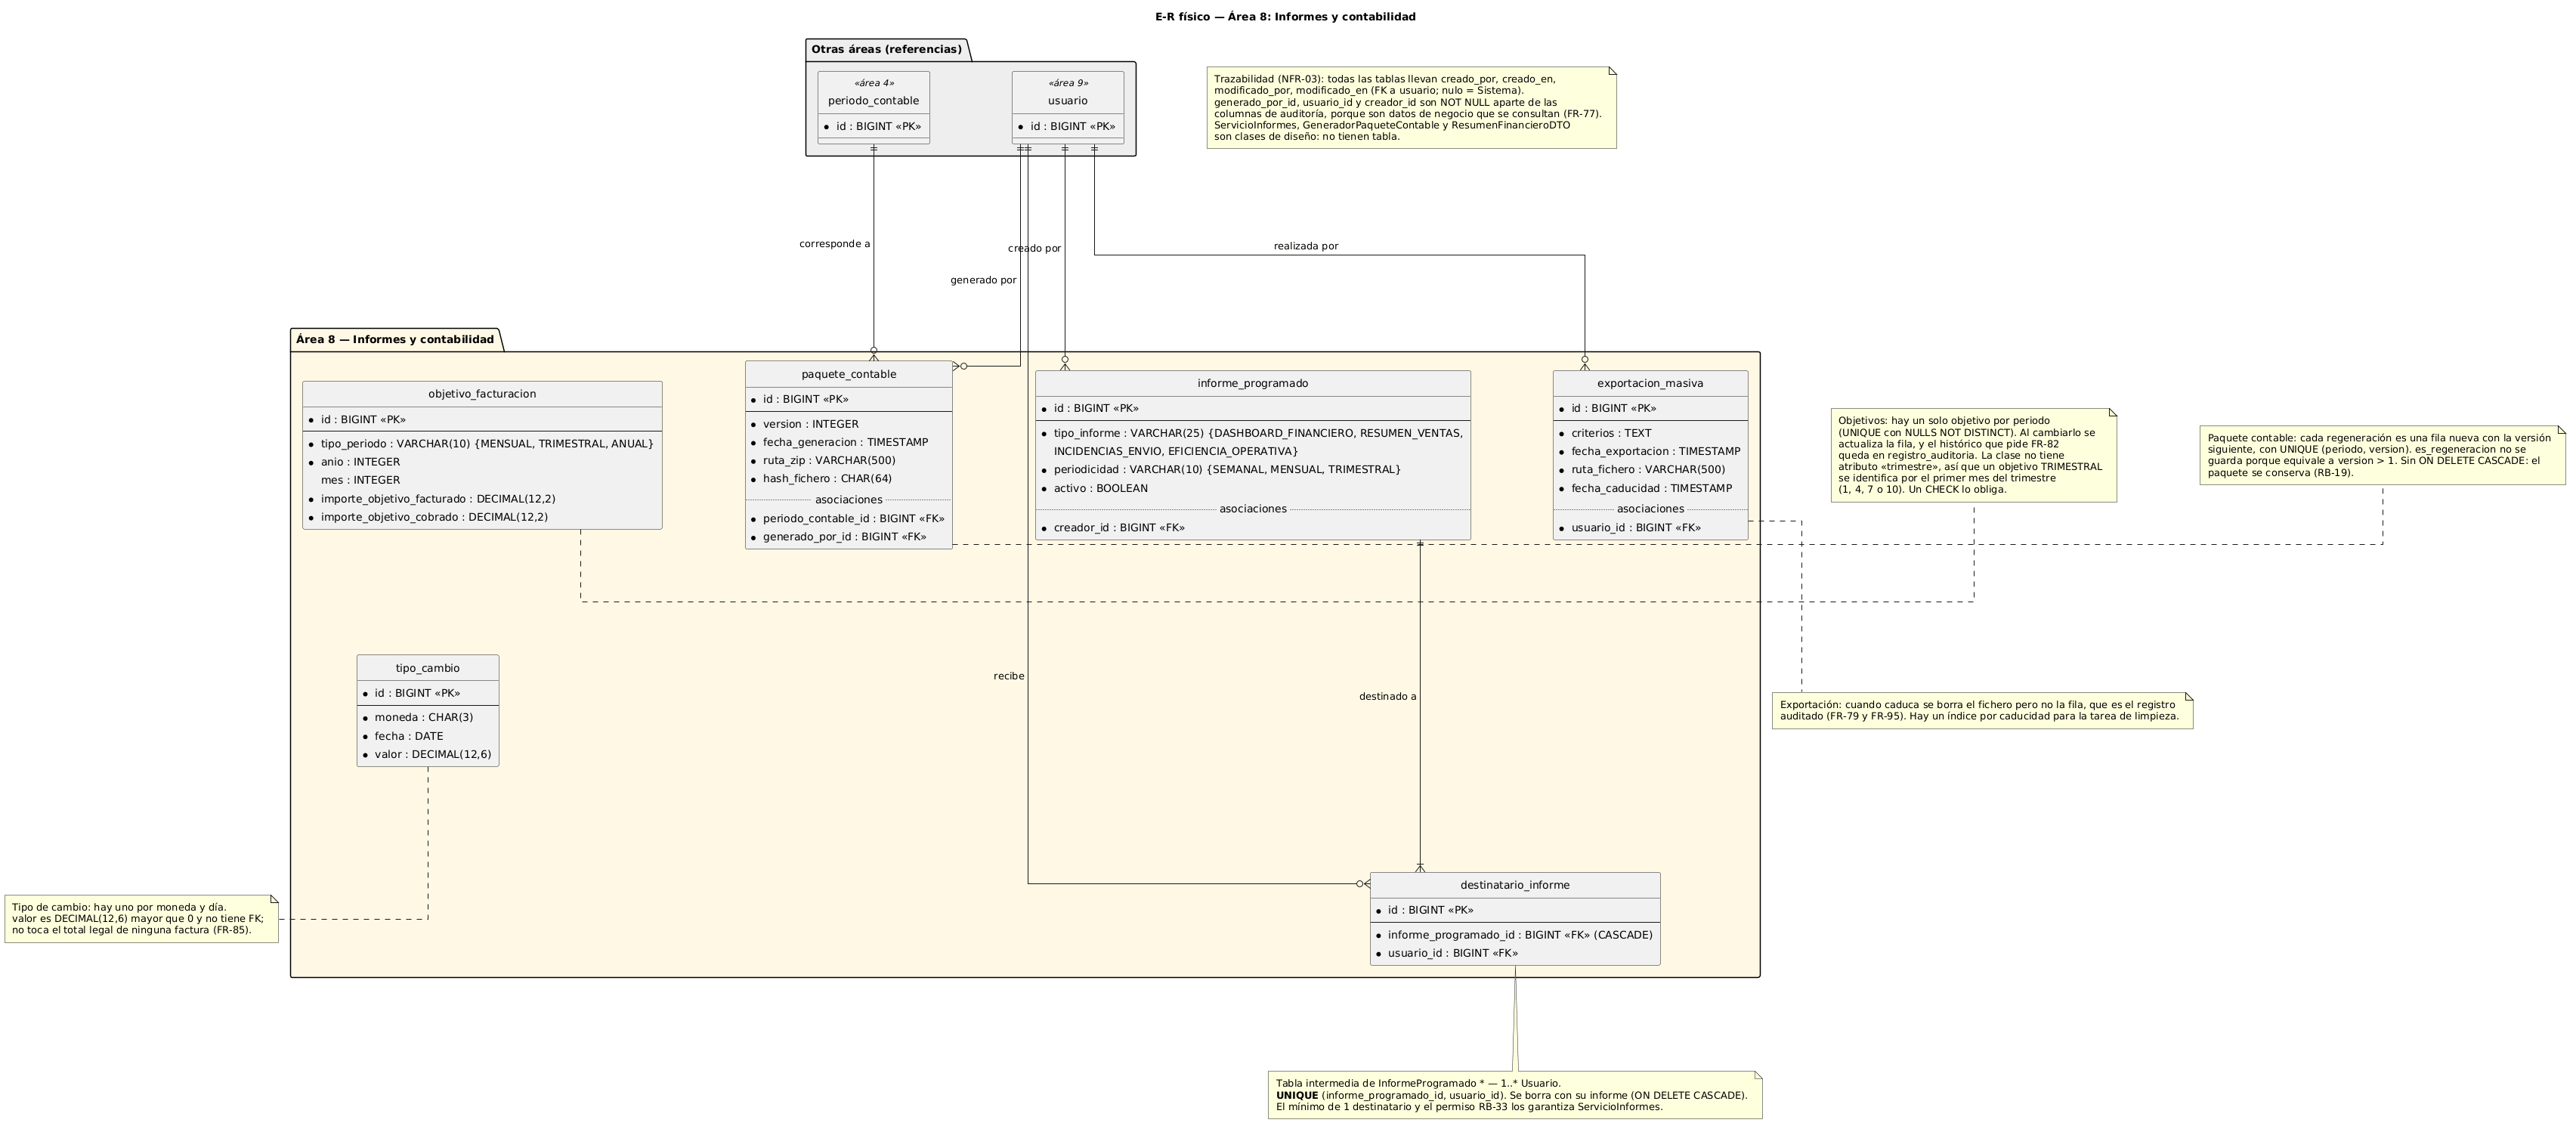 E-R físico — Área 8: Informes y contabilidad
Otras áreas (referencias)
«área 4»
periodo_contable
id : BIGINT «PK»
«área 9»
usuario
id : BIGINT «PK»
Trazabilidad (NFR-03): todas las tablas llevan creado_por, creado_en,
modificado_por, modificado_en (FK a usuario; nulo = Sistema).
generado_por_id, usuario_id y creador_id son NOT NULL aparte de las
columnas de auditoría, porque son datos de negocio que se consultan (FR-77).
ServicioInformes, GeneradorPaqueteContable y ResumenFinancieroDTO
son clases de diseño: no tienen tabla.
corresponde a
creado por
realizada por
generado por
Área 8 — Informes y contabilidad
objetivo_facturacion
id : BIGINT «PK»
tipo_periodo : VARCHAR(10) {MENSUAL, TRIMESTRAL, ANUAL}
anio : INTEGER
mes : INTEGER
importe_objetivo_facturado : DECIMAL(12,2)
importe_objetivo_cobrado : DECIMAL(12,2)
paquete_contable
id : BIGINT «PK»
version : INTEGER
fecha_generacion : TIMESTAMP
ruta_zip : VARCHAR(500)
hash_fichero : CHAR(64)
asociaciones
periodo_contable_id : BIGINT «FK»
generado_por_id : BIGINT «FK»
informe_programado
id : BIGINT «PK»
tipo_informe : VARCHAR(25) {DASHBOARD_FINANCIERO, RESUMEN_VENTAS,
INCIDENCIAS_ENVIO, EFICIENCIA_OPERATIVA}
periodicidad : VARCHAR(10) {SEMANAL, MENSUAL, TRIMESTRAL}
activo : BOOLEAN
asociaciones
creador_id : BIGINT «FK»
exportacion_masiva
id : BIGINT «PK»
criterios : TEXT
fecha_exportacion : TIMESTAMP
ruta_fichero : VARCHAR(500)
fecha_caducidad : TIMESTAMP
asociaciones
usuario_id : BIGINT «FK»
Objetivos: hay un solo objetivo por periodo
(UNIQUE con NULLS NOT DISTINCT). Al cambiarlo se
actualiza la fila, y el histórico que pide FR-82
queda en registro_auditoria. La clase no tiene
atributo «trimestre», así que un objetivo TRIMESTRAL
se identifica por el primer mes del trimestre
(1, 4, 7 o 10). Un CHECK lo obliga.
Paquete contable: cada regeneración es una fila nueva con la versión
siguiente, con UNIQUE (periodo, version). es_regeneracion no se
guarda porque equivale a version > 1. Sin ON DELETE CASCADE: el
paquete se conserva (RB-19).
tipo_cambio
id : BIGINT «PK»
moneda : CHAR(3)
fecha : DATE
valor : DECIMAL(12,6)
recibe
destinado a
Exportación: cuando caduca se borra el fichero pero no la fila, que es el registro
auditado (FR-79 y FR-95). Hay un índice por caducidad para la tarea de limpieza.
Tipo de cambio: hay uno por moneda y día.
valor es DECIMAL(12,6) mayor que 0 y no tiene FK;
no toca el total legal de ninguna factura (FR-85).
destinatario_informe
id : BIGINT «PK»
informe_programado_id : BIGINT «FK» (CASCADE)
usuario_id : BIGINT «FK»
Tabla intermedia de InformeProgramado * — 1..* Usuario.
UNIQUE (informe_programado_id, usuario_id). Se borra con su informe (ON DELETE CASCADE).
El mínimo de 1 destinatario y el permiso RB-33 los garantiza ServicioInformes.